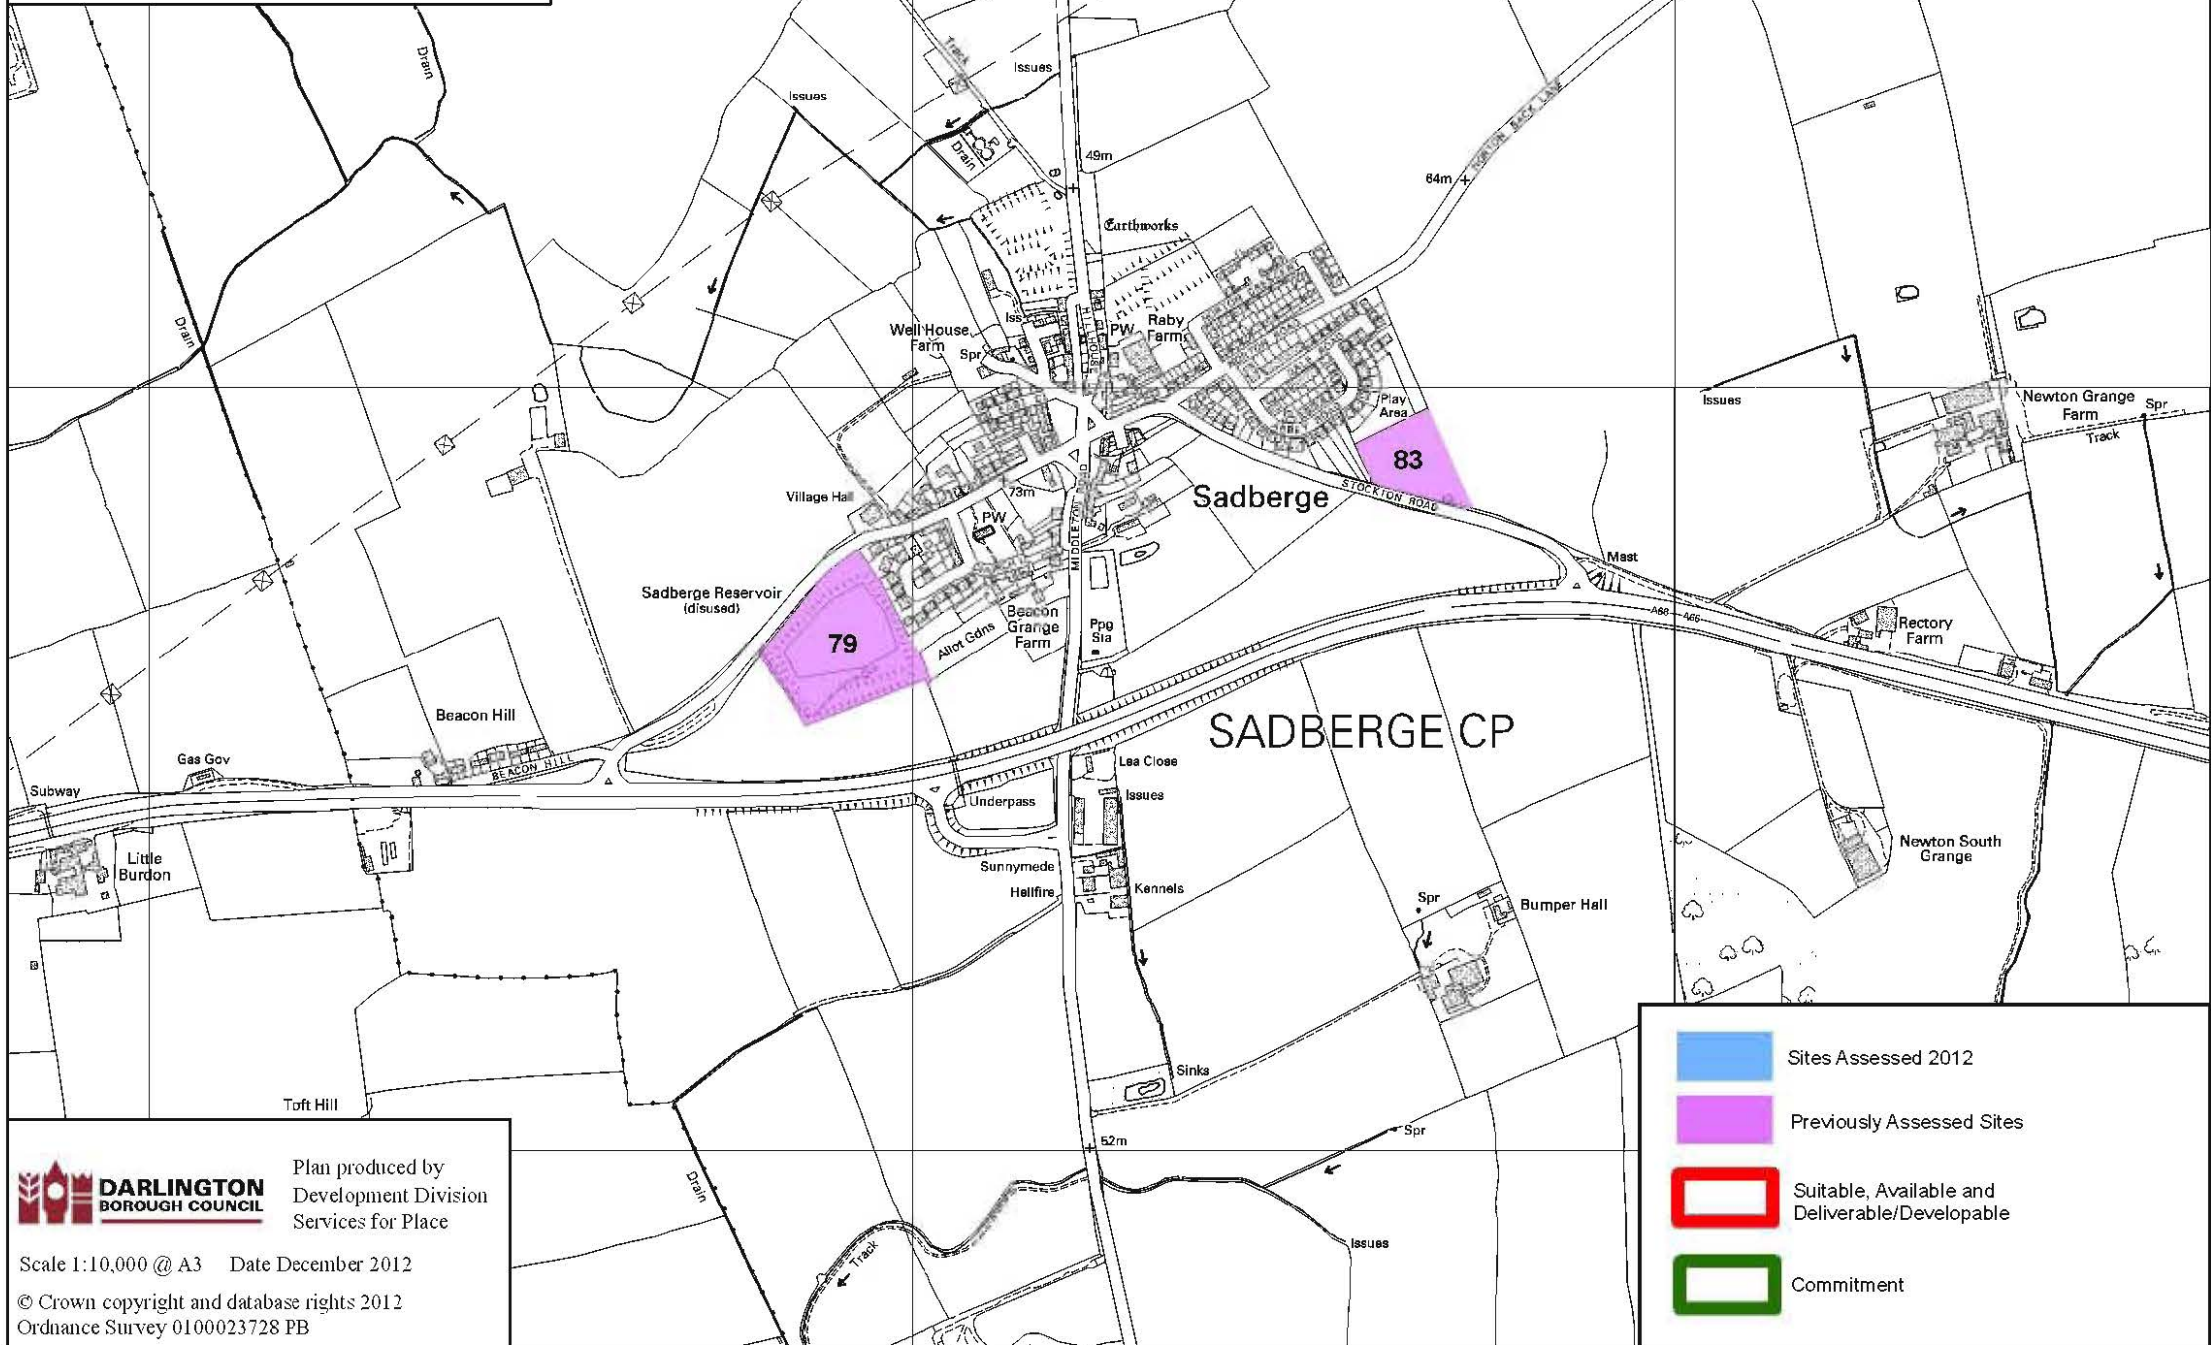 Drain
Track
Issues
Issues
Drain
49m
64m
NORTON BACK LANE
Earthworks
Drain
Iss
Well House
Farm
Spr
PW
Raby
Farm
Play
Area
83
Issues
Newton Grange
Farm
Spr
Track
Village Hall
73m
PW
Sadberge
STOCKTON ROAD
Mast
Sadberge Reservoir
(disused)
79
Allot Gdns
Beacon
Grange
Farm
Ppg
Sta
Rectory
Farm
SADBERGE CP
Beacon Hill
BEACON HILL
Gas Gov
Subway
Lea Close
Issues
Underpass
Little
Burdon
Sunnymede
Hellfire
Kennels
Newton South
Grange
Spr
Bumper Hall
Sinks
Toft Hill
52m
Spr
Drain
Track
Issues
DARLINGTON
BOROUGH COUNCIL
Plan produced by
Development Division
Services for Place
Scale 1:10,000 @ A3 Date December 2012
© Crown copyright and database rights 2012
Ordnance Survey 0100023728 PB
Sites Assessed 2012
Previously Assessed Sites
Suitable, Available and
Deliverable/Developable
Commitment